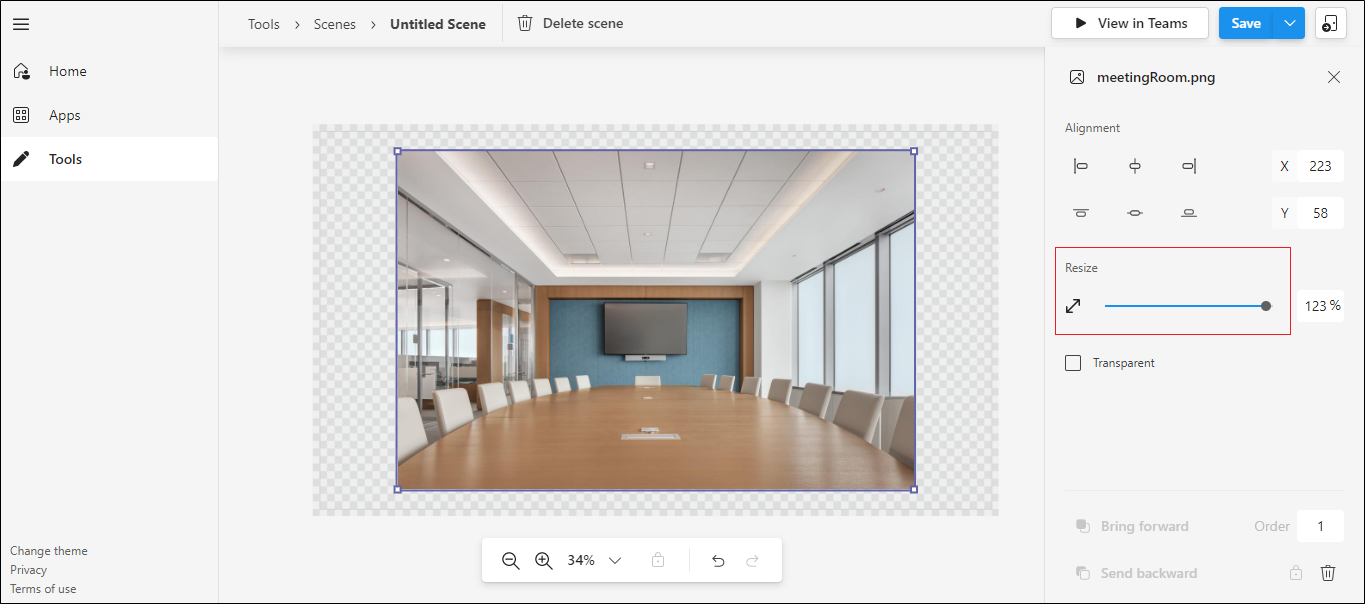 Tools > Scenes > Untitled Scene
Delete scene
View in Teams
Save
Home
Apps
Tools
Change theme
Privacy
Terms of use
34%
meetingRoom.png
Alignment
X 223
Y 58
Resize
123 %
Transparent
Bring forward
Order 1
Send backward